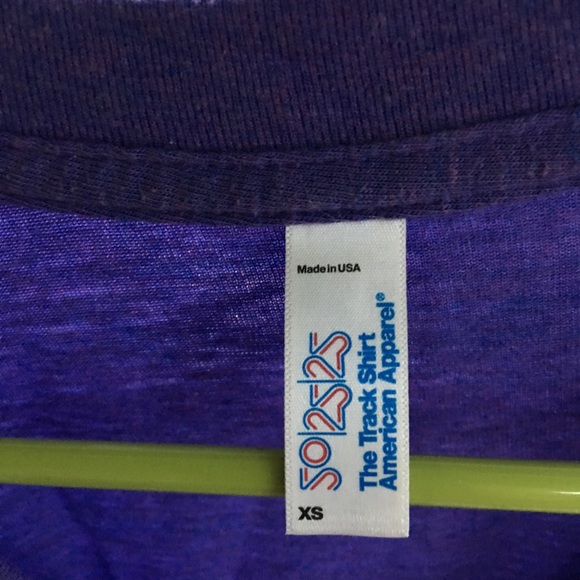 Made in USA
50/25/25
The Track Shirt
American Apparel®
XS